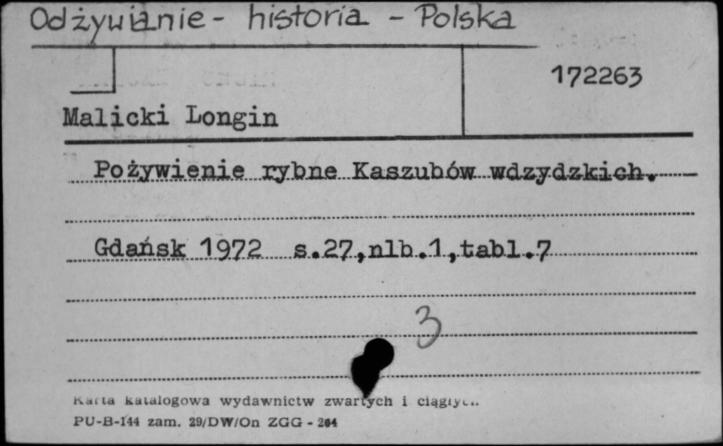 Odżywianie - historia - Polska
172263
Malicki Longin
Pożywienie rybne Kaszubów wdzydzkich.
Gdańsk 1972 s.27,nlb.1,tabl.7
3
Karta katalogowa wydawnictw zwartych i ciągłych
PU-B-144 zam. 29/DW/On ZGG - 264